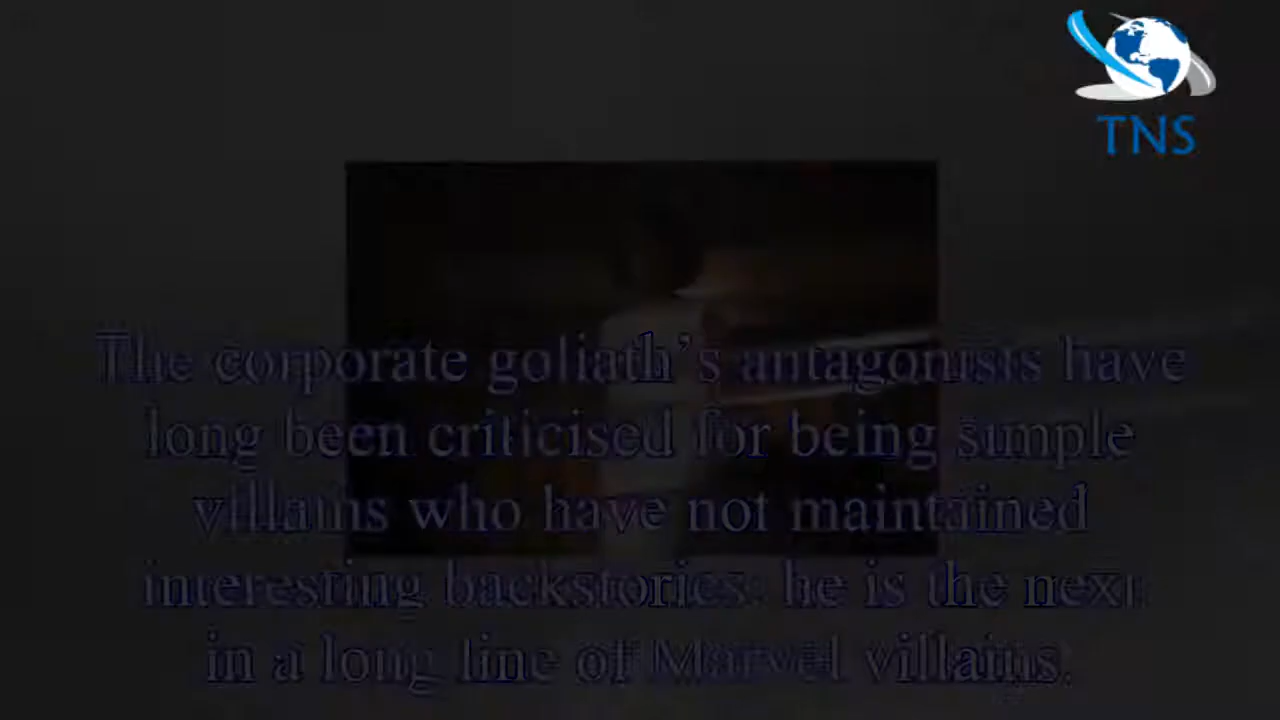 TNS
The corporate goliath’s antagonists have
long been criticised for being simple
villains who have not maintained
interesting backstories: he is the next
in a long line of Marvel villains.